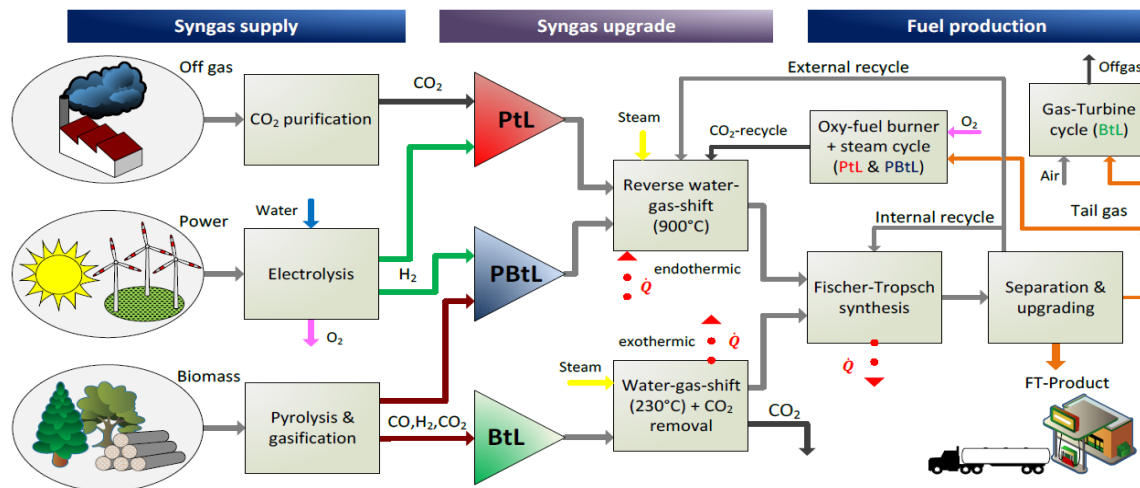 Syngas supply
Syngas upgrade
Fuel production
Off gas
CO₂ purification
CO₂
PtL
Steam
External recycle
CO₂-recycle
Oxy-fuel burner
+ steam cycle
(PtL & PBtL)
O₂
Offgas
Gas-Turbine
cycle (BtL)
Air
Tail gas
Reverse water-
gas-shift
(900°C)
Power
Water
Electrolysis
H₂
O₂
PBtL
Q̇
endothermic
Internal recycle
Fischer-Tropsch
synthesis
Separation &
upgrading
Q̇
FT-Product
Biomass
Pyrolysis &
gasification
CO,H₂,CO₂
BtL
exothermic
Q̇
Steam
Water-gas-shift
(230°C) + CO₂
removal
CO₂